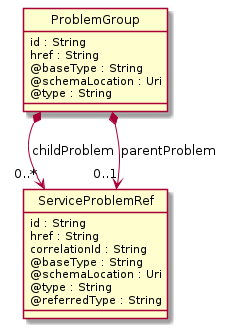 ProblemGroup
id : String
href : String
@baseType : String
@schemaLocation : Uri
@type : String
childProblem
parentProblem
0..*
0..1
ServiceProblemRef
id : String
href : String
correlationId : String
@baseType : String
@schemaLocation : Uri
@type : String
@referredType : String